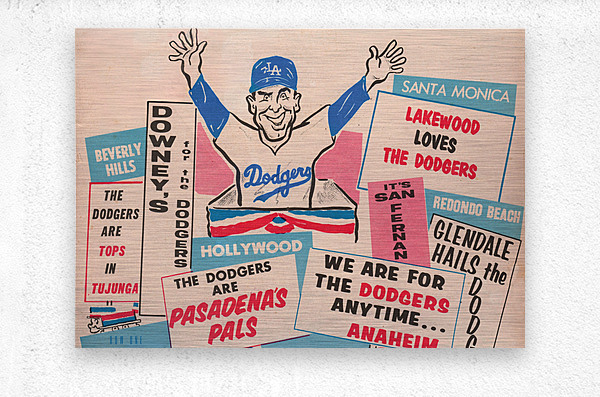 LA
Dodgers
SANTA MONICA
LAKEWOOD
LOVES
THE DODGERS
BEVERLY
HILLS
THE
DODGERS
ARE
TOPS
IN
TUJUNGA
DOWNEY'S
for the DODGERS
IT'S
SAN
FERNAN
REDONDO BEACH
GLENDALE
HAILS the
DODG
HOLLYWOOD
THE DODGERS
ARE
PASADENA'S
PALS
WE ARE FOR
THE DODGERS
ANYTIME...
ANAHEIM